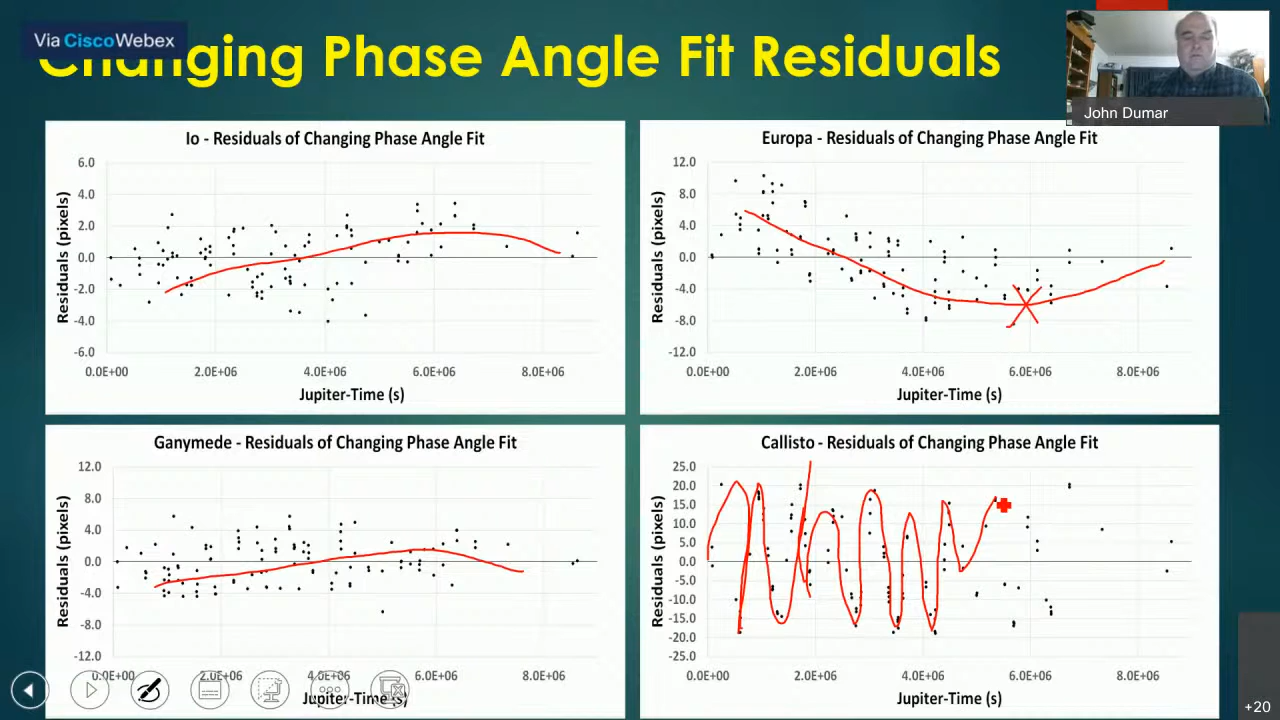 Via Cisco Webex
Changing Phase Angle Fit Residuals
John Dumar
Io - Residuals of Changing Phase Angle Fit
Residuals (pixels)
6.0
4.0
2.0
0.0
-2.0
-4.0
-6.0
0.0E+00 2.0E+06 4.0E+06 6.0E+06 8.0E+06
Jupiter-Time (s)
Europa - Residuals of Changing Phase Angle Fit
Residuals (pixels)
12.0
8.0
4.0
0.0
-4.0
-8.0
-12.0
0.0E+00 2.0E+06 4.0E+06 6.0E+06 8.0E+06
Jupiter-Time (s)
Ganymede - Residuals of Changing Phase Angle Fit
Residuals (pixels)
12.0
8.0
4.0
0.0
-4.0
-8.0
-12.0
0.0E+00 2.0E+06 4.0E+06 6.0E+06 8.0E+06
Jupiter-Time (s)
Callisto - Residuals of Changing Phase Angle Fit
Residuals (pixels)
25.0
20.0
15.0
10.0
5.0
0.0
-5.0
-10.0
-15.0
-20.0
-25.0
0.0E+00 2.0E+06 4.0E+06 6.0E+06 8.0E+06
Jupiter-Time (s)
+20